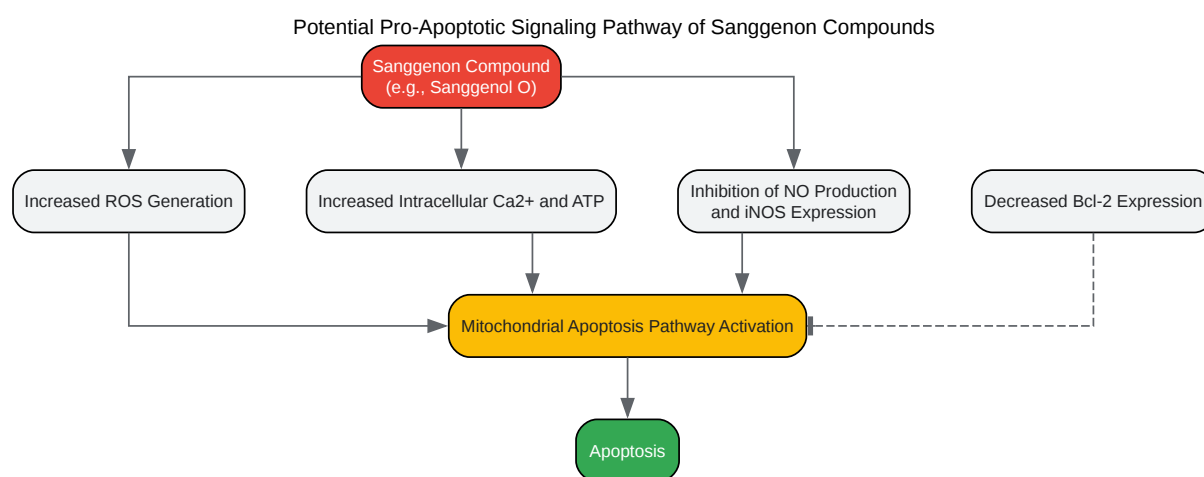 Potential Pro-Apoptotic Signaling Pathway of Sanggenon Compounds
Sanggenon Compound
(e.g., Sanggenol O)
Increased ROS Generation
Increased Intracellular Ca2+ and ATP
Inhibition of NO Production
and iNOS Expression
Decreased Bcl-2 Expression
Mitochondrial Apoptosis Pathway Activation
Apoptosis